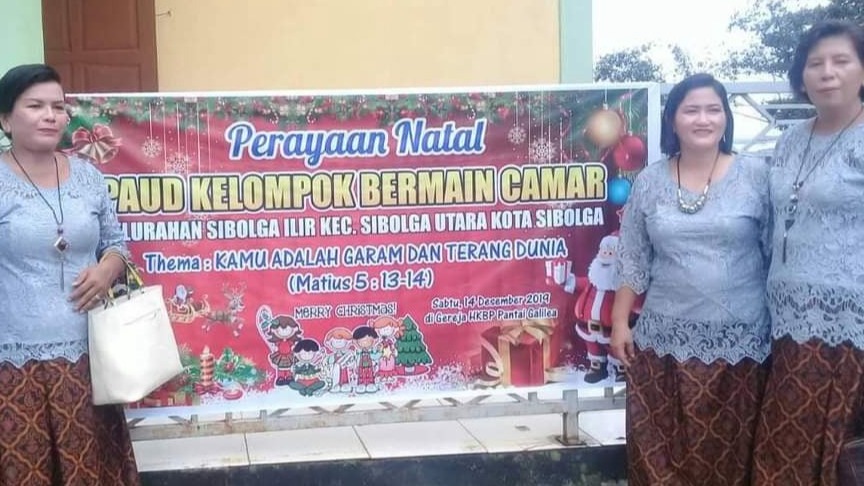 Perayaan Natal
PAUD KELOMPOK BERMAIN CAMAR
LURAHAN SIBOLGA ILIR KEC. SIBOLGA UTARA KOTA SIBOLGA
Thema : KAMU ADALAH GARAM DAN TERANG DUNIA
(Matius 5 : 13-14)
MERRY CHRISTMAS!
Sabtu, 14 Desember 2019
di Gereja HKBP Pantai Galilea